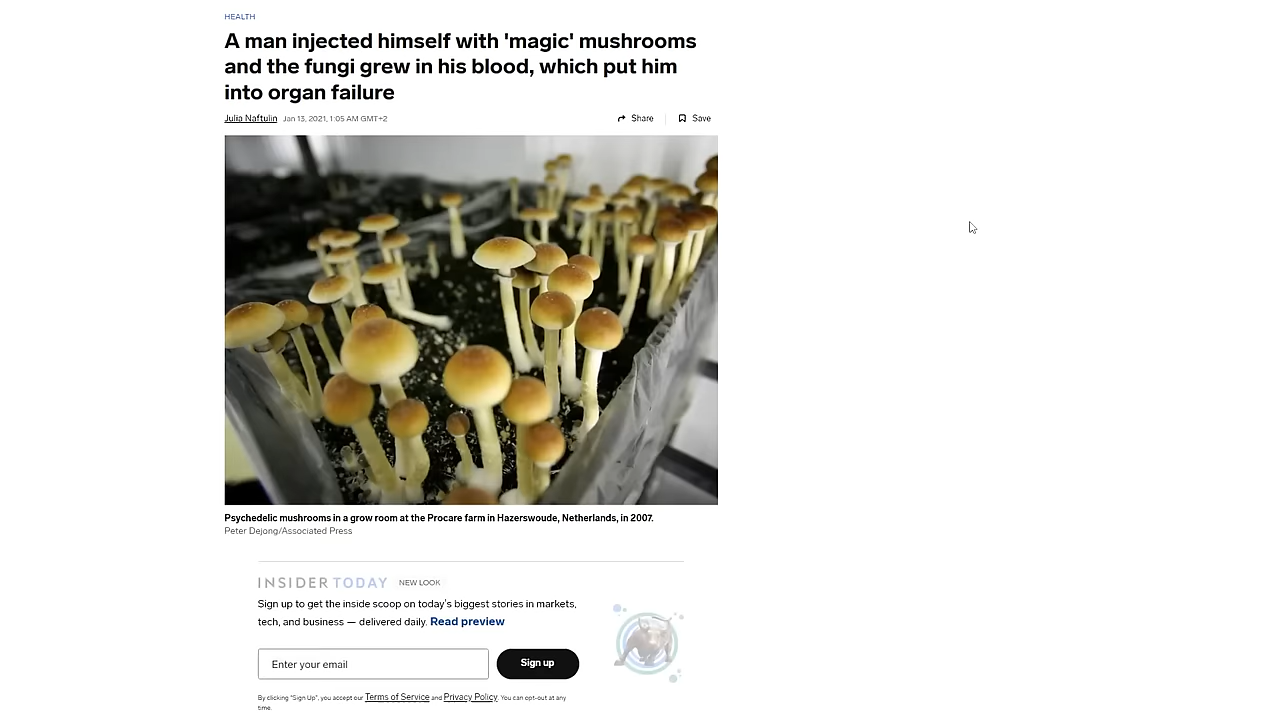 HEALTH
A man injected himself with 'magic' mushrooms
and the fungi grew in his blood, which put him
into organ failure
Julia Naftulin Jan 13, 2021, 1:05 AM GMT+2
Share
Save
Psychedelic mushrooms in a grow room at the Procare farm in Hazerswoude, Netherlands, in 2007.
Peter Dejong/Associated Press
INSIDER TODAY NEW LOOK
Sign up to get the inside scoop on today's biggest stories in markets,
tech, and business — delivered daily. Read preview
Enter your email
Sign up
By clicking "Sign Up", you accept our Terms of Service and Privacy Policy. You can opt-out at any
time.